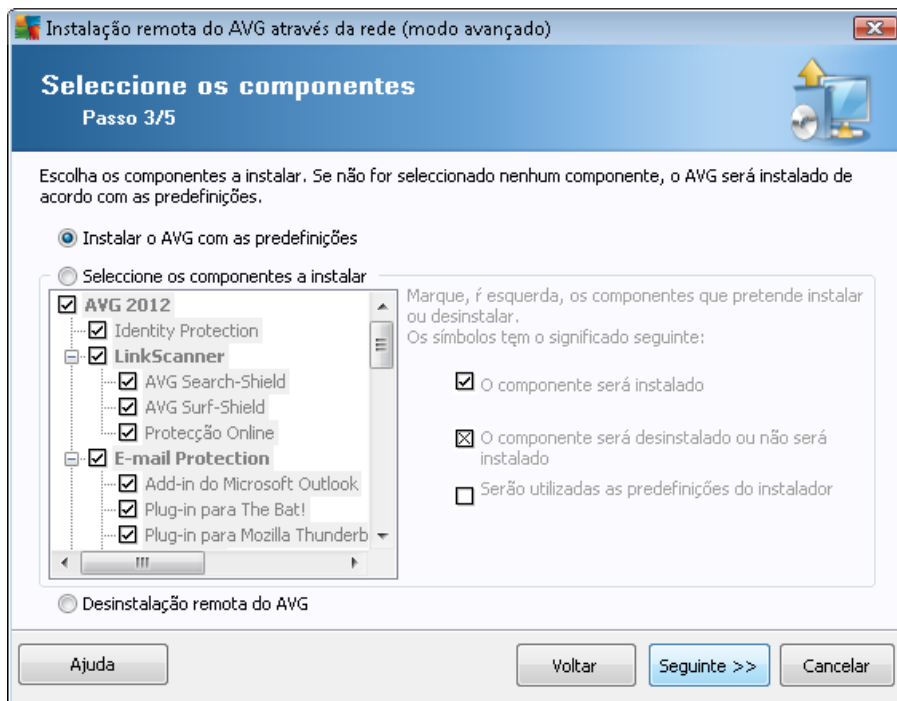 Instalação remota do AVG através da rede (modo avançado)
Seleccione os componentes
Passo 3/5
Escolha os componentes a instalar. Se não for seleccionado nenhum componente, o AVG será instalado de
acordo com as predefinições.
Instalar o AVG com as predefinições
Seleccione os componentes a instalar
AVG 2012
Identity Protection
LinkScanner
AVG Search-Shield
AVG Surf-Shield
Protecção Online
E-mail Protection
Add-in do Microsoft Outlook
Plug-in para The Bat!
Plug-in para Mozilla Thunderb
Marque, ŕ esquerda, os componentes que pretende instalar
ou desinstalar.
Os símbolos tęm o significado seguinte:
O componente será instalado
O componente será desinstalado ou não será
instalado
Serão utilizadas as predefinições do instalador
Desinstalação remota do AVG
Ajuda
Voltar
Seguinte >>
Cancelar